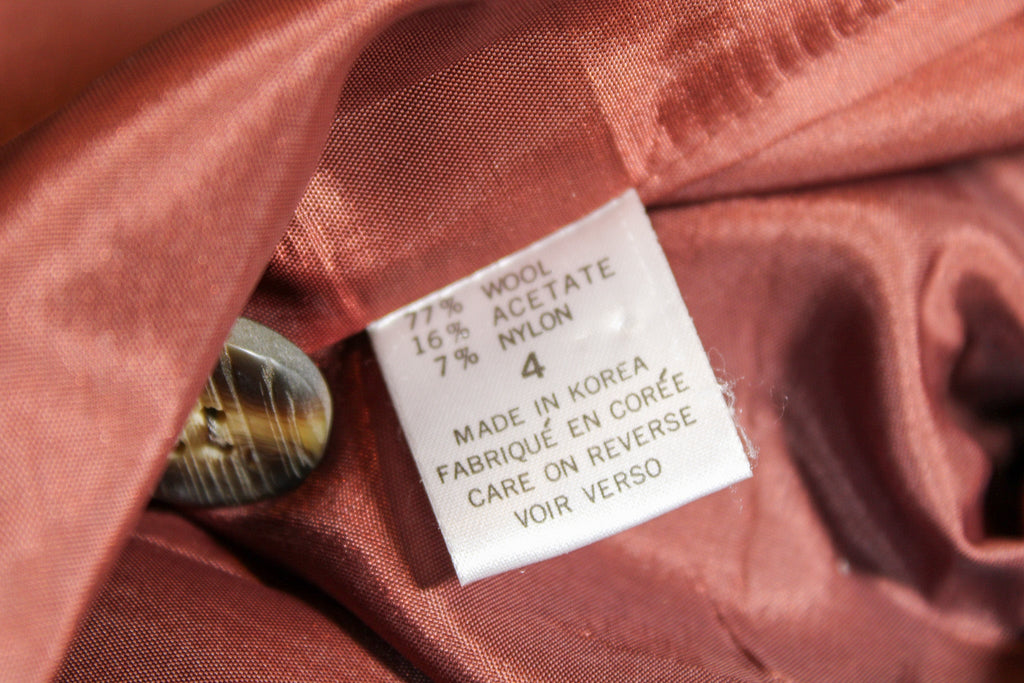 77% WOOL
16% ACETATE
7% NYLON
4
MADE IN KOREA
FABRIQUÉ EN CORÉE
CARE ON REVERSE
VOIR VERSO